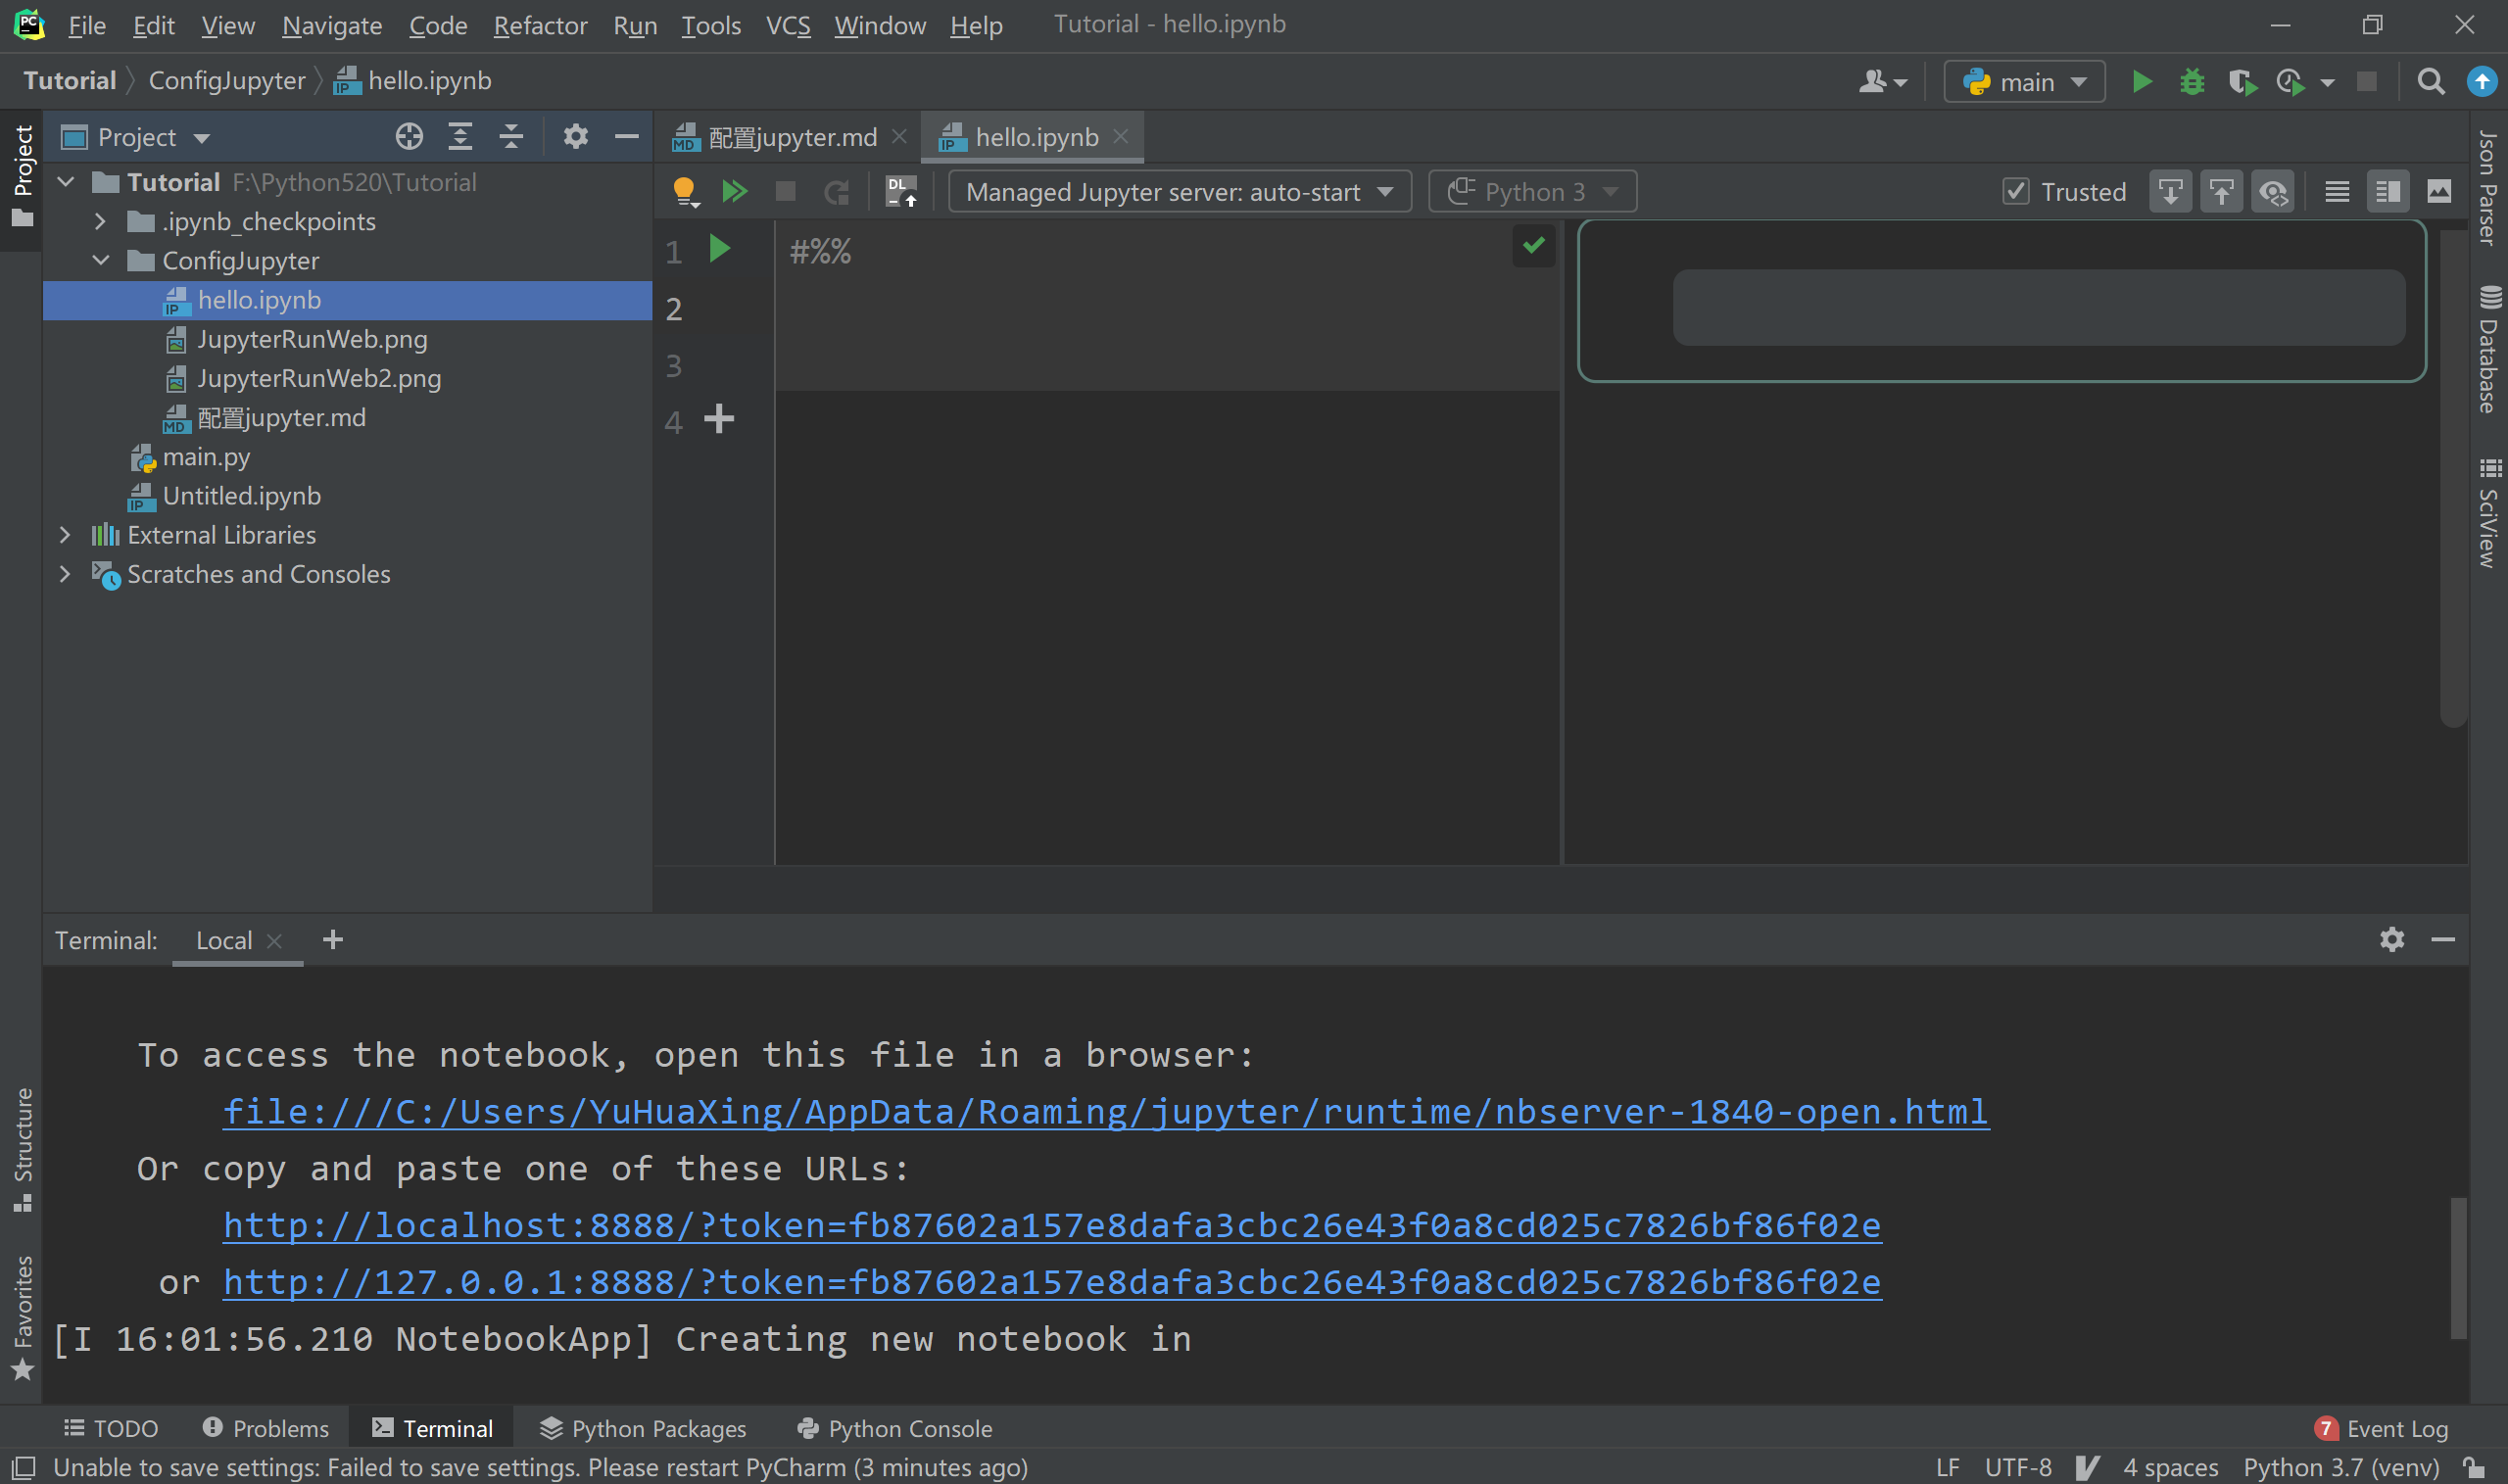 PC File Edit View Navigate Code Refactor Run Tools VCS Window Help Tutorial - hello.ipynb
Tutorial ConfigJupyter hello.ipynb main
Project
Project
Tutorial F:\Python520\Tutorial
.ipynb_checkpoints
ConfigJupyter
hello.ipynb
JupyterRunWeb.png
JupyterRunWeb2.png
配置jupyter.md
main.py
Untitled.ipynb
External Libraries
Scratches and Consoles
配置jupyter.md hello.ipynb
DL Managed Jupyter server: auto-start Python 3 Trusted
1 #%%
2
3
4
Json Parser
Database
SciView
Terminal: Local
To access the notebook, open this file in a browser:
file:///C:/Users/YuHuaXing/AppData/Roaming/jupyter/runtime/nbserver-1840-open.html
Or copy and paste one of these URLs:
http://localhost:8888/?token=fb87602a157e8dafa3cbc26e43f0a8cd025c7826bf86f02e
or http://127.0.0.1:8888/?token=fb87602a157e8dafa3cbc26e43f0a8cd025c7826bf86f02e
[I 16:01:56.210 NotebookApp] Creating new notebook in
Structure
Favorites
TODO Problems Terminal Python Packages Python Console 7 Event Log
Unable to save settings: Failed to save settings. Please restart PyCharm (3 minutes ago) LF UTF-8 4 spaces Python 3.7 (venv)